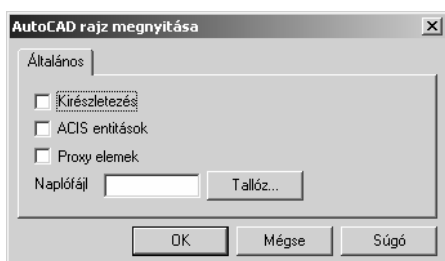 AutoCAD rajz megnyitása
Általános
Kirészletezés
ACIS entitások
Proxy elemek
Naplófájl Tallóz...
OK Mégse Súgó